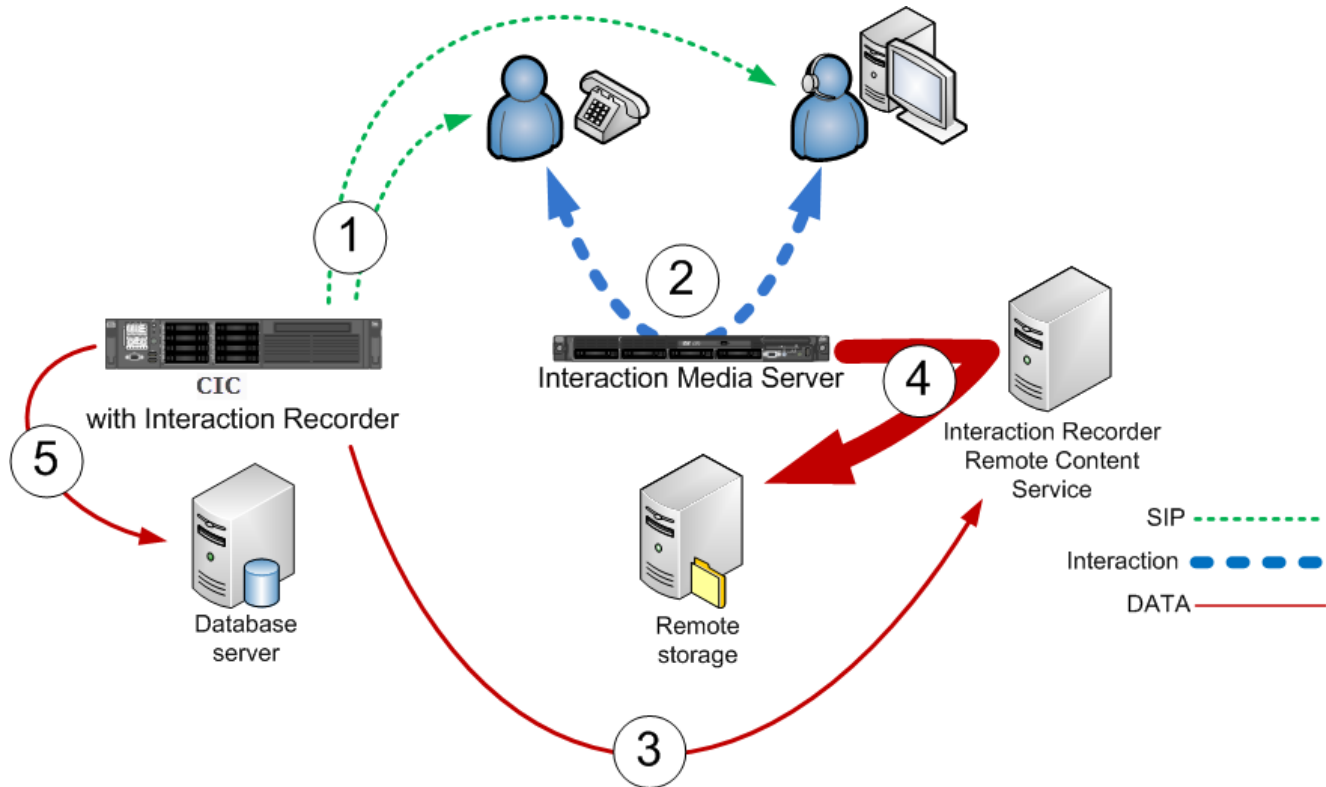 1
2
CIC
with Interaction Recorder
Interaction Media Server
4
5
Interaction Recorder
Remote Content
Service
Database
server
Remote
storage
SIP
Interaction
DATA
3